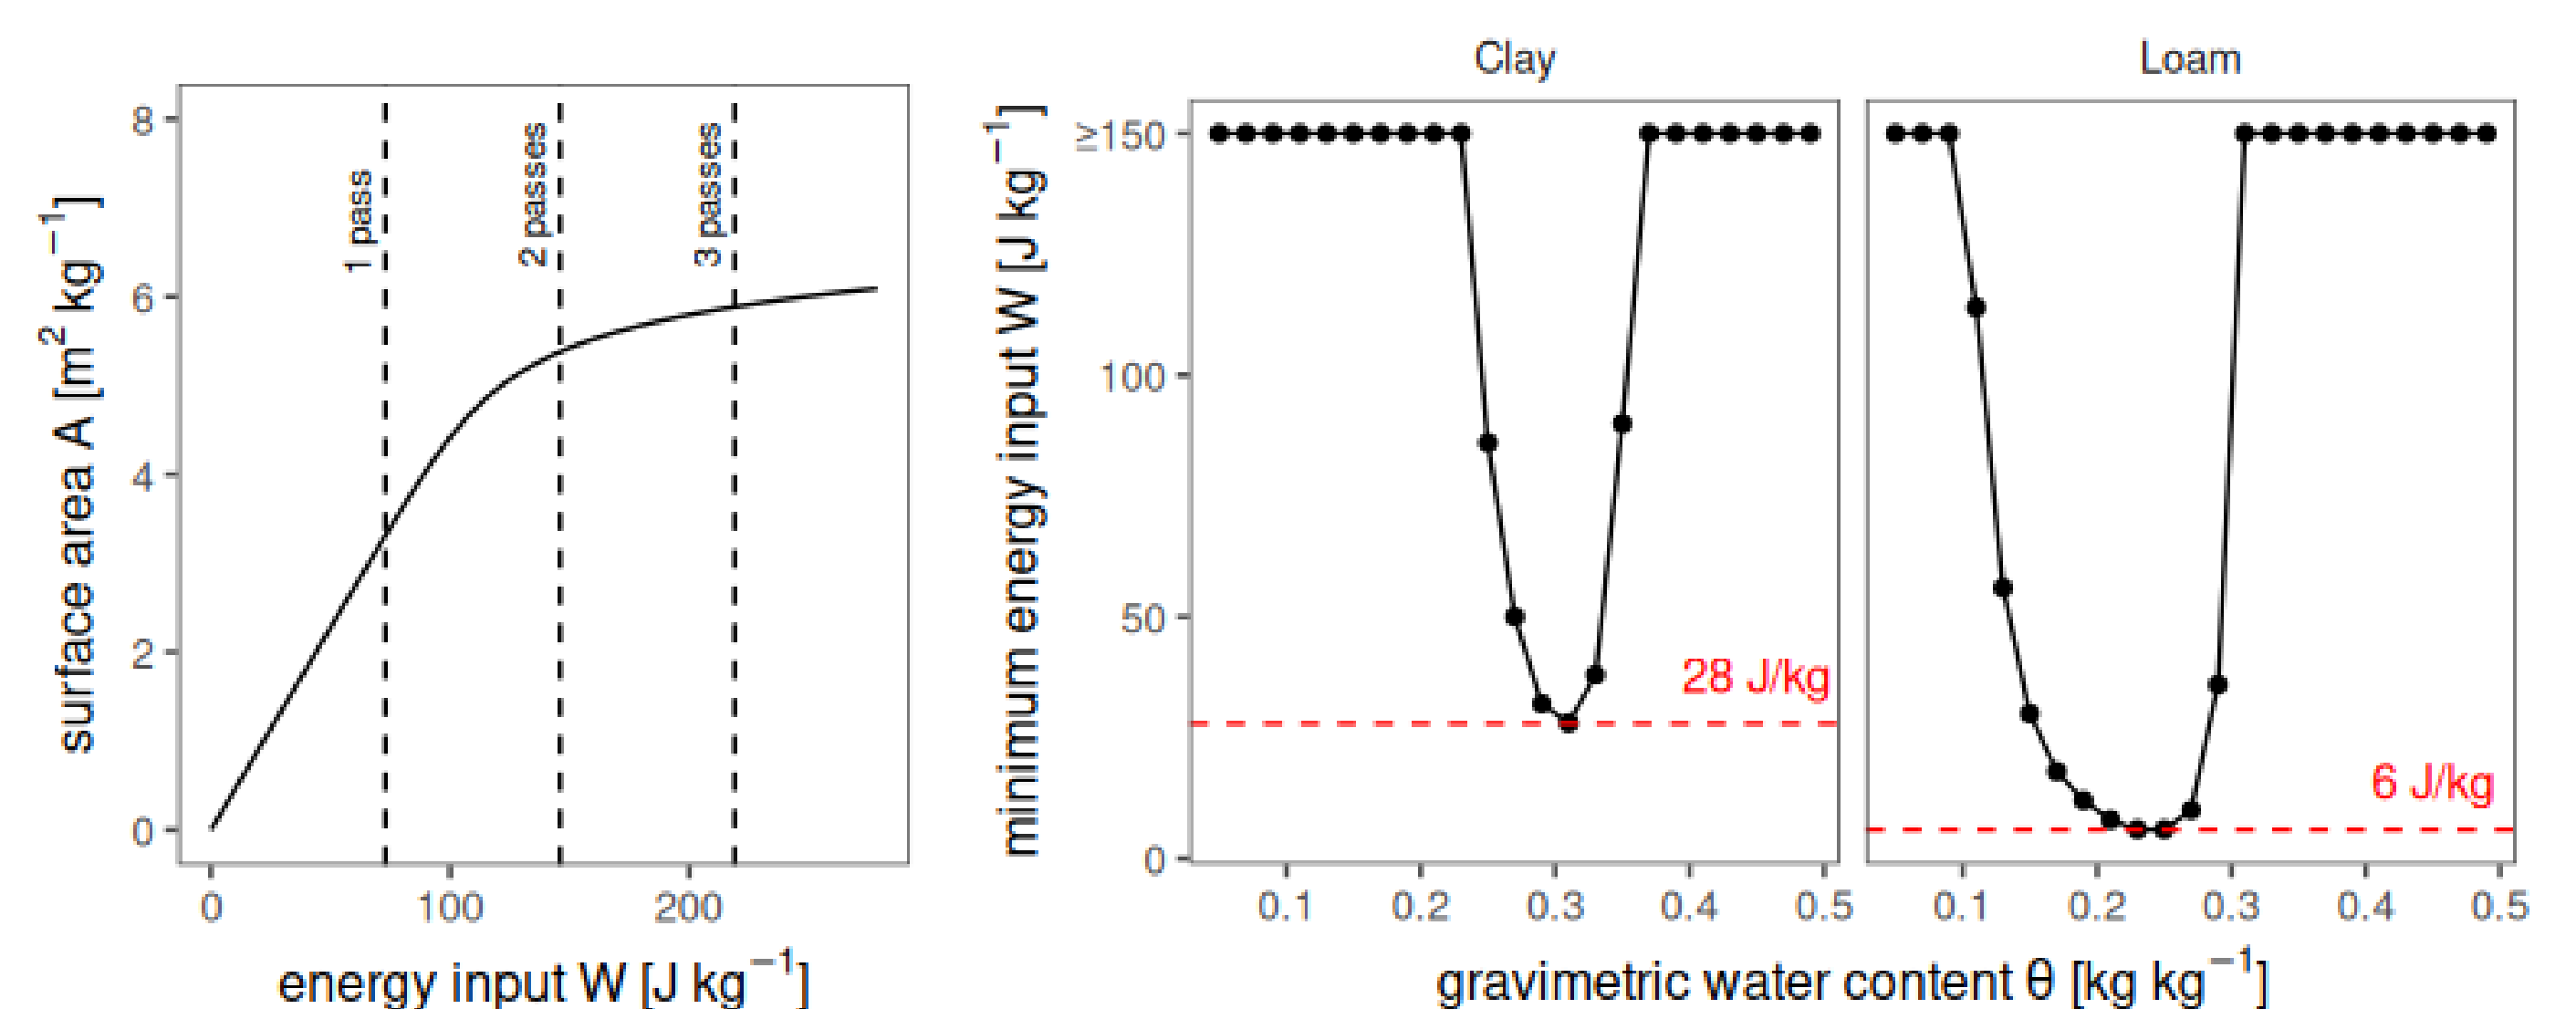 surface area A [m² kg⁻¹]
8
6
4
2
0
1 pass
2 passes
3 passes
0
100
200
energy input W [J kg⁻¹]
minimum energy input W [J kg⁻¹]
≥150
100
50
0
Clay
28 J/kg
0.1
0.2
0.3
0.4
0.5
Loam
6 J/kg
0.1
0.2
0.3
0.4
0.5
gravimetric water content θ [kg kg⁻¹]